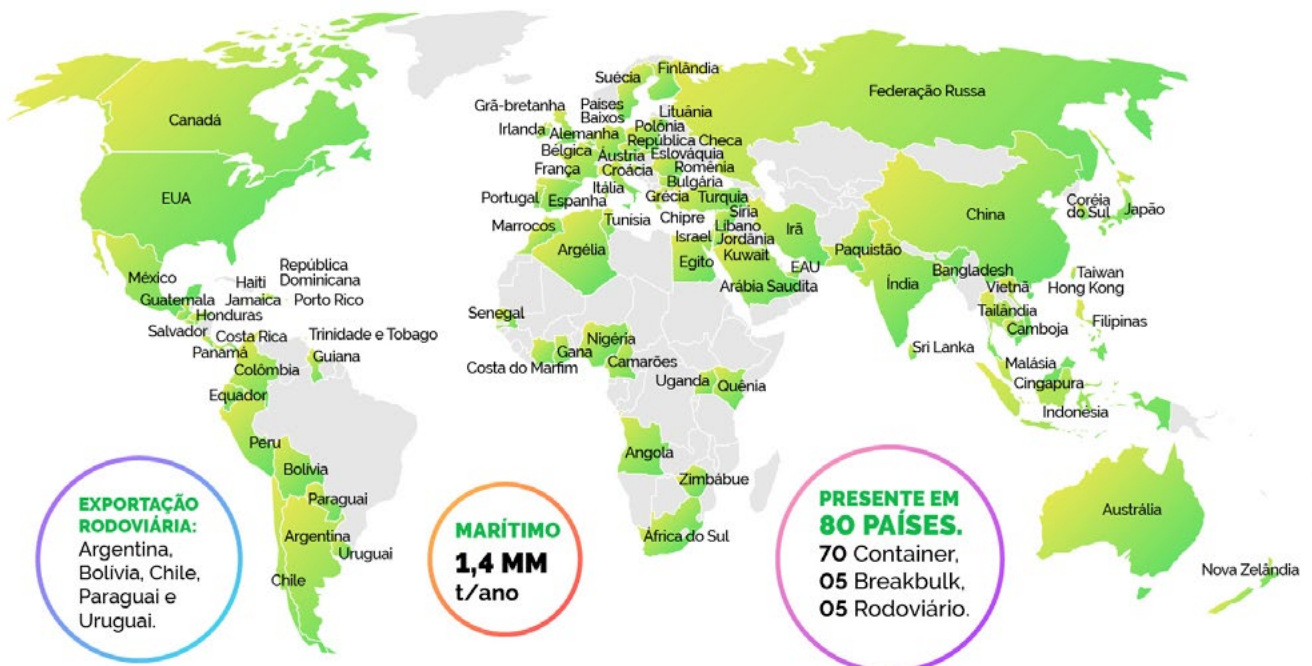 Canadá
EUA
México
Haiti
República
Dominicana
Guatemala
Jamaica
Porto Rico
Honduras
Salvador
Costa Rica
Trinidade e Tobago
Panamá
Guiana
Colômbia
Equador
Peru
Bolívia
Paraguai
Argentina
Uruguai
Chile
Suécia
Finlândia
Grã-bretanha
Países
Baixos
Lituânia
Irlanda
Alemanha
Polônia
República Checa
Bélgica
Áustria
Eslováquia
França
Croácia
Romênia
Bulgária
Portugal
Espanha
Itália
Grécia
Turquia
Tunísia
Chipre
Síria
Líbano
Marrocos
Argélia
Israel
Jordânia
Irã
Egito
Kuwait
EAU
Arábia Saudita
Paquistão
Senegal
Nigéria
Gana
Costa do Marfim
Camarões
Uganda
Quênia
Angola
Zimbábue
África do Sul
Federação Russa
China
Coréia
do Sul
Japão
Índia
Bangladesh
Vietnã
Taiwan
Hong Kong
Tailândia
Camboja
Filipinas
Sri Lanka
Malásia
Cingapura
Indonésia
Austrália
Nova Zelândia
EXPORTAÇÃO
RODOVIÁRIA:
Argentina,
Bolívia, Chile,
Paraguai e
Uruguai.
MARÍTIMO
1,4 MM
t/ano
PRESENTE EM
80 PAÍSES.
70 Container,
05 Breakbulk,
05 Rodoviário.